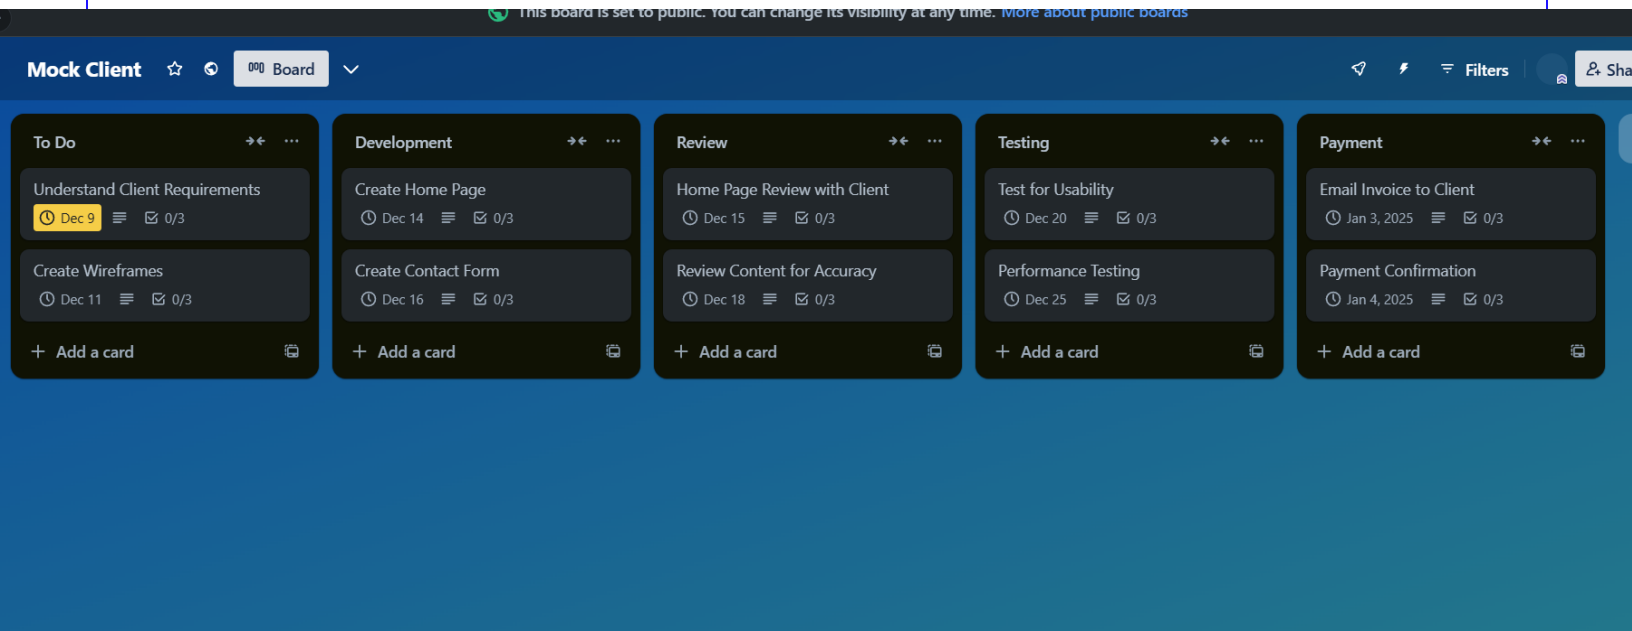 This board is set to public. You can change its visibility at any time. More about public boards
Mock Client
Board
Filters
Sha
To Do
Understand Client Requirements
Dec 9 0/3
Create Wireframes
Dec 11 0/3
+ Add a card
Development
Create Home Page
Dec 14 0/3
Create Contact Form
Dec 16 0/3
+ Add a card
Review
Home Page Review with Client
Dec 15 0/3
Review Content for Accuracy
Dec 18 0/3
+ Add a card
Testing
Test for Usability
Dec 20 0/3
Performance Testing
Dec 25 0/3
+ Add a card
Payment
Email Invoice to Client
Jan 3, 2025 0/3
Payment Confirmation
Jan 4, 2025 0/3
+ Add a card